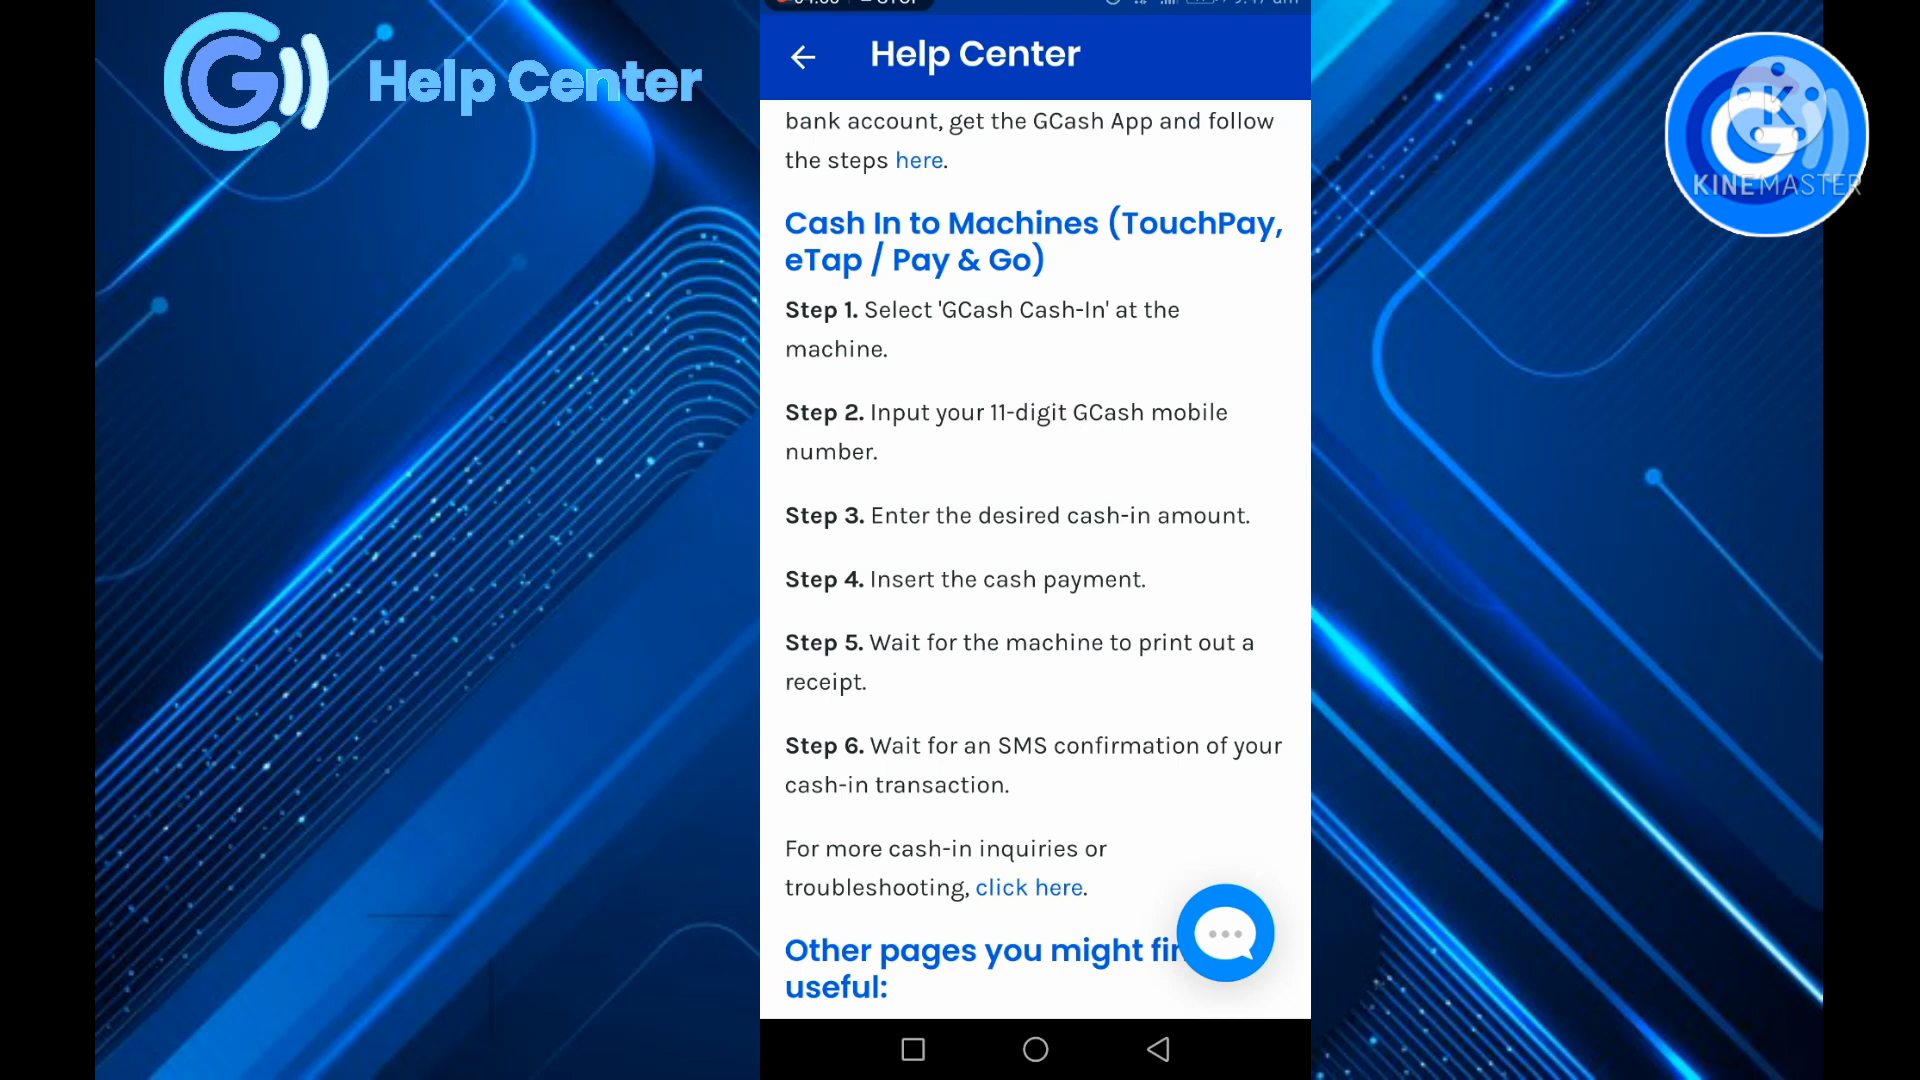 Help Center
Help Center
KINEMASTER
bank account, get the GCash App and follow
the steps here.
Cash In to Machines (TouchPay,
eTap / Pay & Go)
Step 1. Select 'GCash Cash-In' at the
machine.
Step 2. Input your 11-digit GCash mobile
number.
Step 3. Enter the desired cash-in amount.
Step 4. Insert the cash payment.
Step 5. Wait for the machine to print out a
receipt.
Step 6. Wait for an SMS confirmation of your
cash-in transaction.
For more cash-in inquiries or
troubleshooting, click here.
Other pages you might
useful: